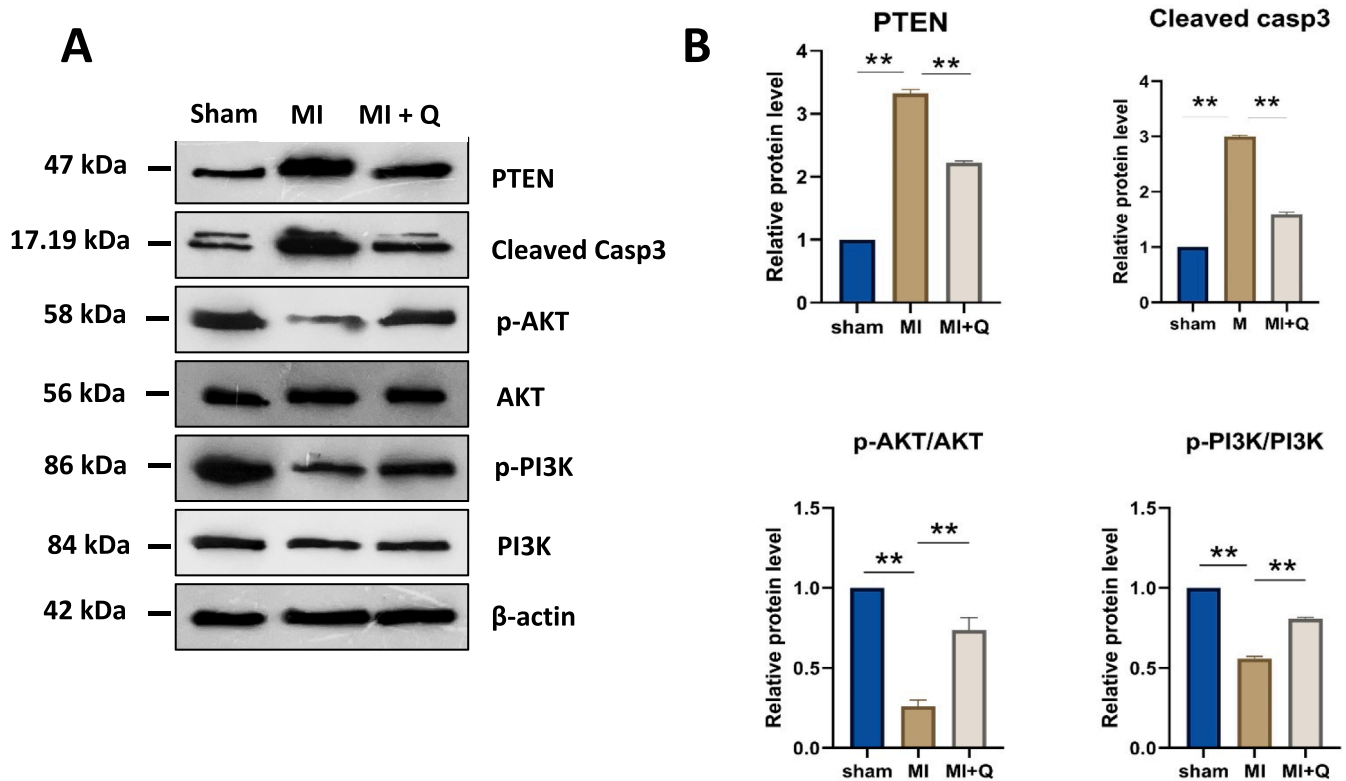 A
Sham MI MI + Q
47 kDa PTEN
17.19 kDa Cleaved Casp3
58 kDa p-AKT
56 kDa AKT
86 kDa p-PI3K
84 kDa PI3K
42 kDa β-actin
B
PTEN
Relative protein level
4
3
2
1
0
** **
sham MI MI+Q
Cleaved casp3
Relative protein level
4
3
2
1
0
** **
sham M MI+Q
p-AKT/AKT
Relative protein level
1.5
1.0
0.5
0.0
** **
sham MI MI+Q
p-PI3K/PI3K
Relative protein level
1.5
1.0
0.5
0.0
** **
sham MI MI+Q